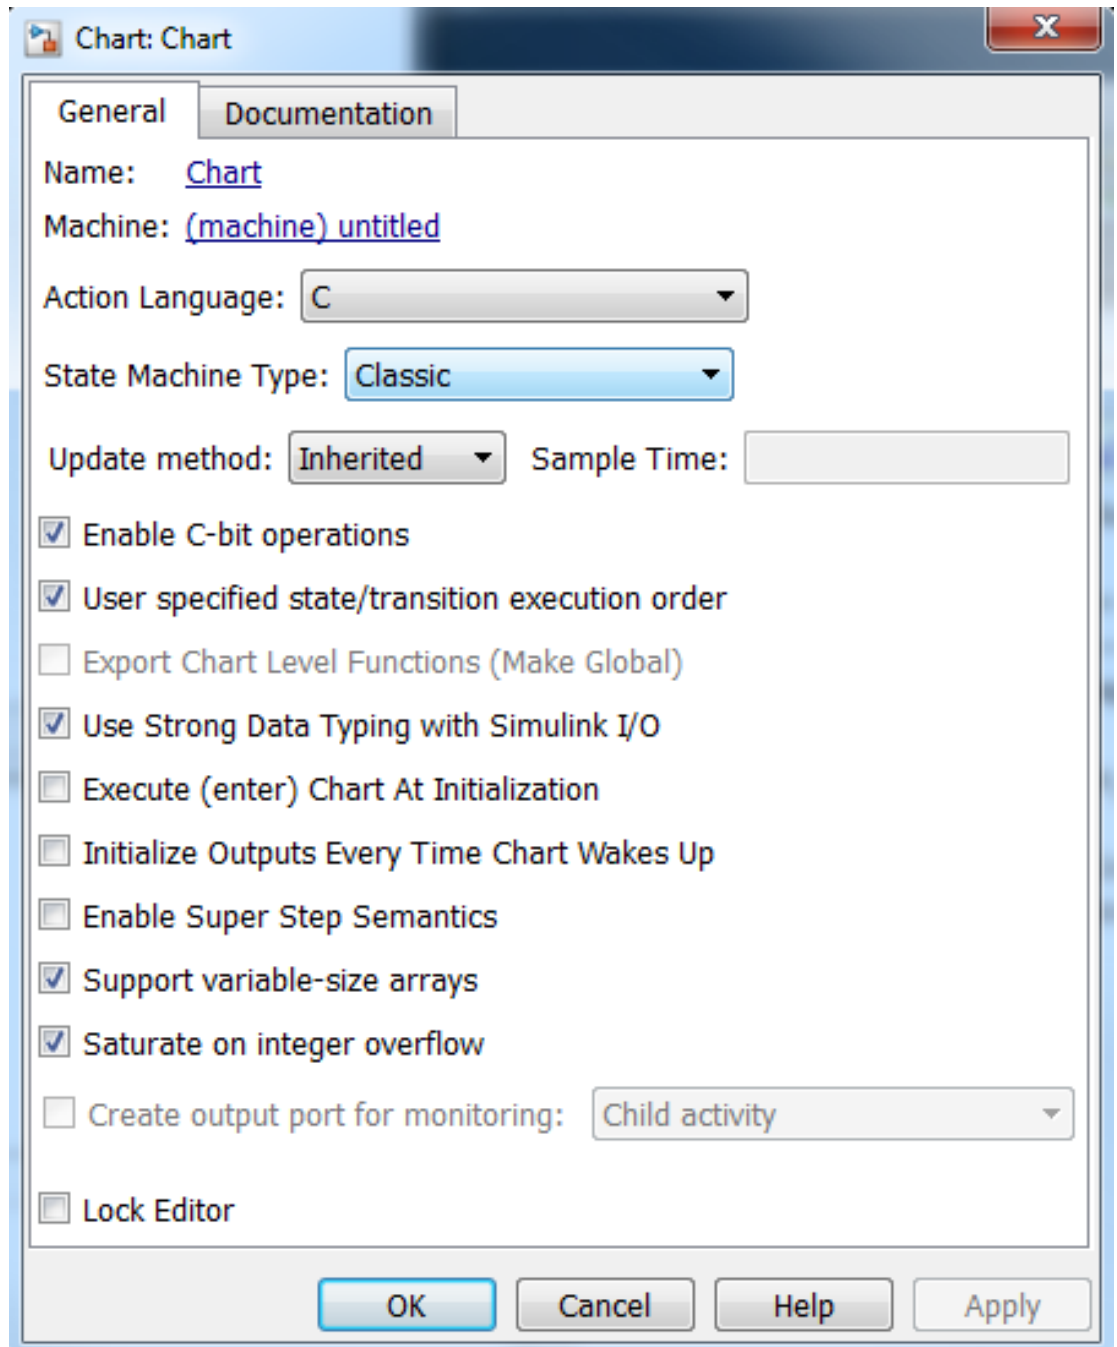 Chart: Chart
General Documentation
Name: Chart
Machine: (machine) untitled
Action Language: C
State Machine Type: Classic
Update method: Inherited Sample Time:
Enable C-bit operations
User specified state/transition execution order
Export Chart Level Functions (Make Global)
Use Strong Data Typing with Simulink I/O
Execute (enter) Chart At Initialization
Initialize Outputs Every Time Chart Wakes Up
Enable Super Step Semantics
Support variable-size arrays
Saturate on integer overflow
Create output port for monitoring: Child activity
Lock Editor
OK Cancel Help Apply